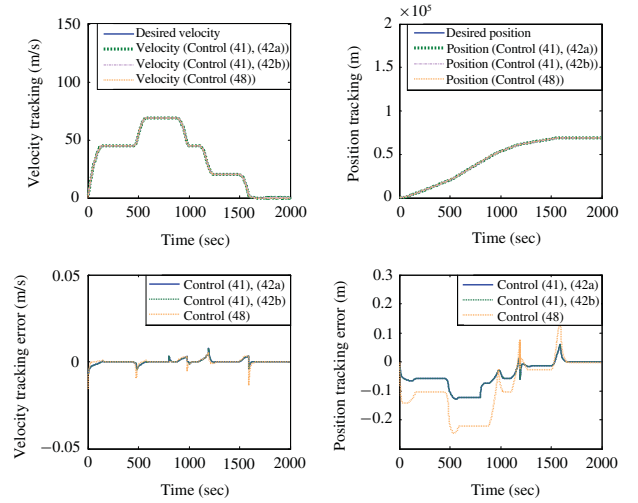 Velocity tracking (m/s)
150
100
50
0
Desired velocity
Velocity (Control (41), (42a))
Velocity (Control (41), (42b))
Velocity (Control (48))
0 500 1000 1500 2000
Time (sec)
Position tracking (m)
×10⁵
2
1.5
1.0
0.5
0
Desired position
Position (Control (41), (42a))
Position (Control (41), (42b))
Position (Control (48))
0 500 1000 1500 2000
Time (sec)
Velocity tracking error (m/s)
0.05
0
−0.05
Control (41), (42a)
Control (41), (42b)
Control (48)
0 500 1000 1500 2000
Time (sec)
Position tracking error (m)
0.3
0.2
0.1
0
−0.1
−0.2
Control (41), (42a)
Control (41), (42b)
Control (48)
0 500 1000 1500 2000
Time (sec)